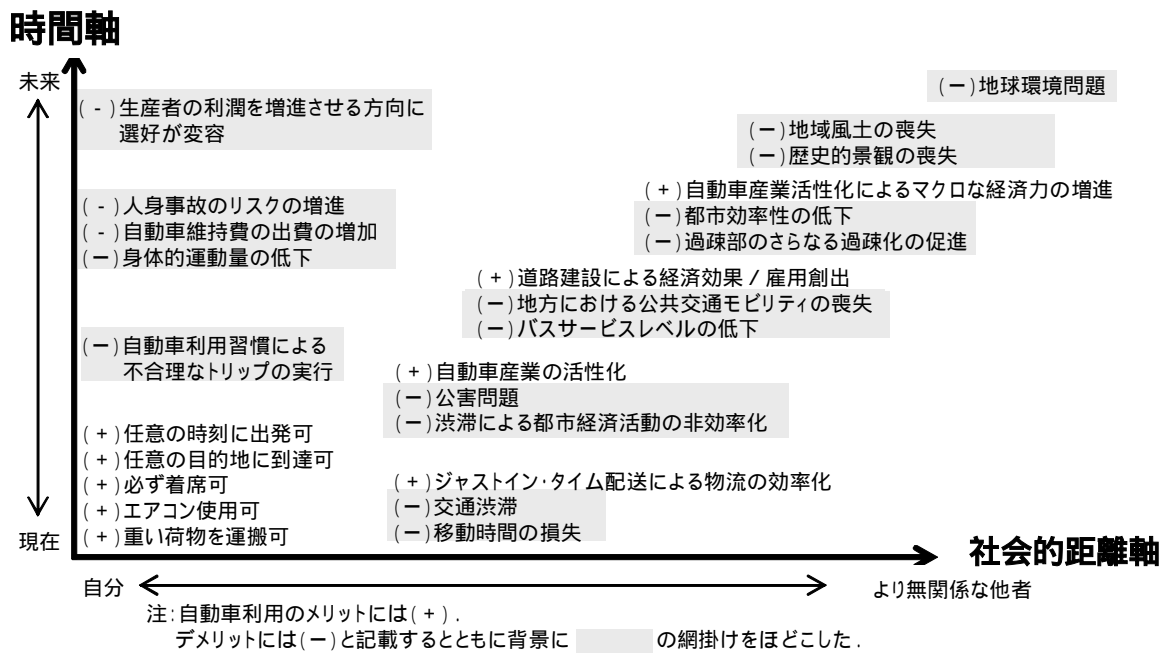 時間軸
未来
(－)地球環境問題
( - )生産者の利潤を増進させる方向に
選好が変容
(－)地域風土の喪失
(－)歴史的景観の喪失
(+)自動車産業活性化によるマクロな経済力の増進
( - )人身事故のリスクの増進
(－)都市効率性の低下
( - )自動車維持費の出費の増加
(－)過疎部のさらなる過疎化の促進
(－)身体的運動量の低下
(+)道路建設による経済効果/雇用創出
(－)地方における公共交通モビリティの喪失
(－)バスサービスレベルの低下
(－)自動車利用習慣による
不合理なトリップの実行
(+)自動車産業の活性化
(－)公害問題
(－)渋滞による都市経済活動の非効率化
(+)任意の時刻に出発可
(+)任意の目的地に到達可
(+)必ず着席可
(+)エアコン使用可
(+)重い荷物を運搬可
(+)ジャストイン・タイム配送による物流の効率化
(－)交通渋滞
(－)移動時間の損失
現在
社会的距離軸
自分
より無関係な他者
注:自動車利用のメリットには(+).
デメリットには(－)と記載するとともに背景に の網掛けをほどこした.